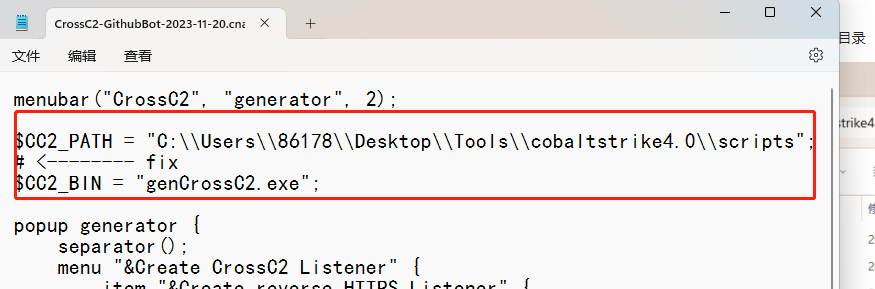 CrossC2-GithubBot-2023-11-20.cna
文件
编辑
查看
目录
menubar("CrossC2", "generator", 2);
$CC2_PATH = "C:\\Users\\86178\\Desktop\\Tools\\cobaltstrike4.0\\scripts";
# <-------- fix
$CC2_BIN = "genCrossC2.exe";
popup generator {
separator();
menu "&Create CrossC2 Listener" {
item "&Create reverse HTTPS Listener" {